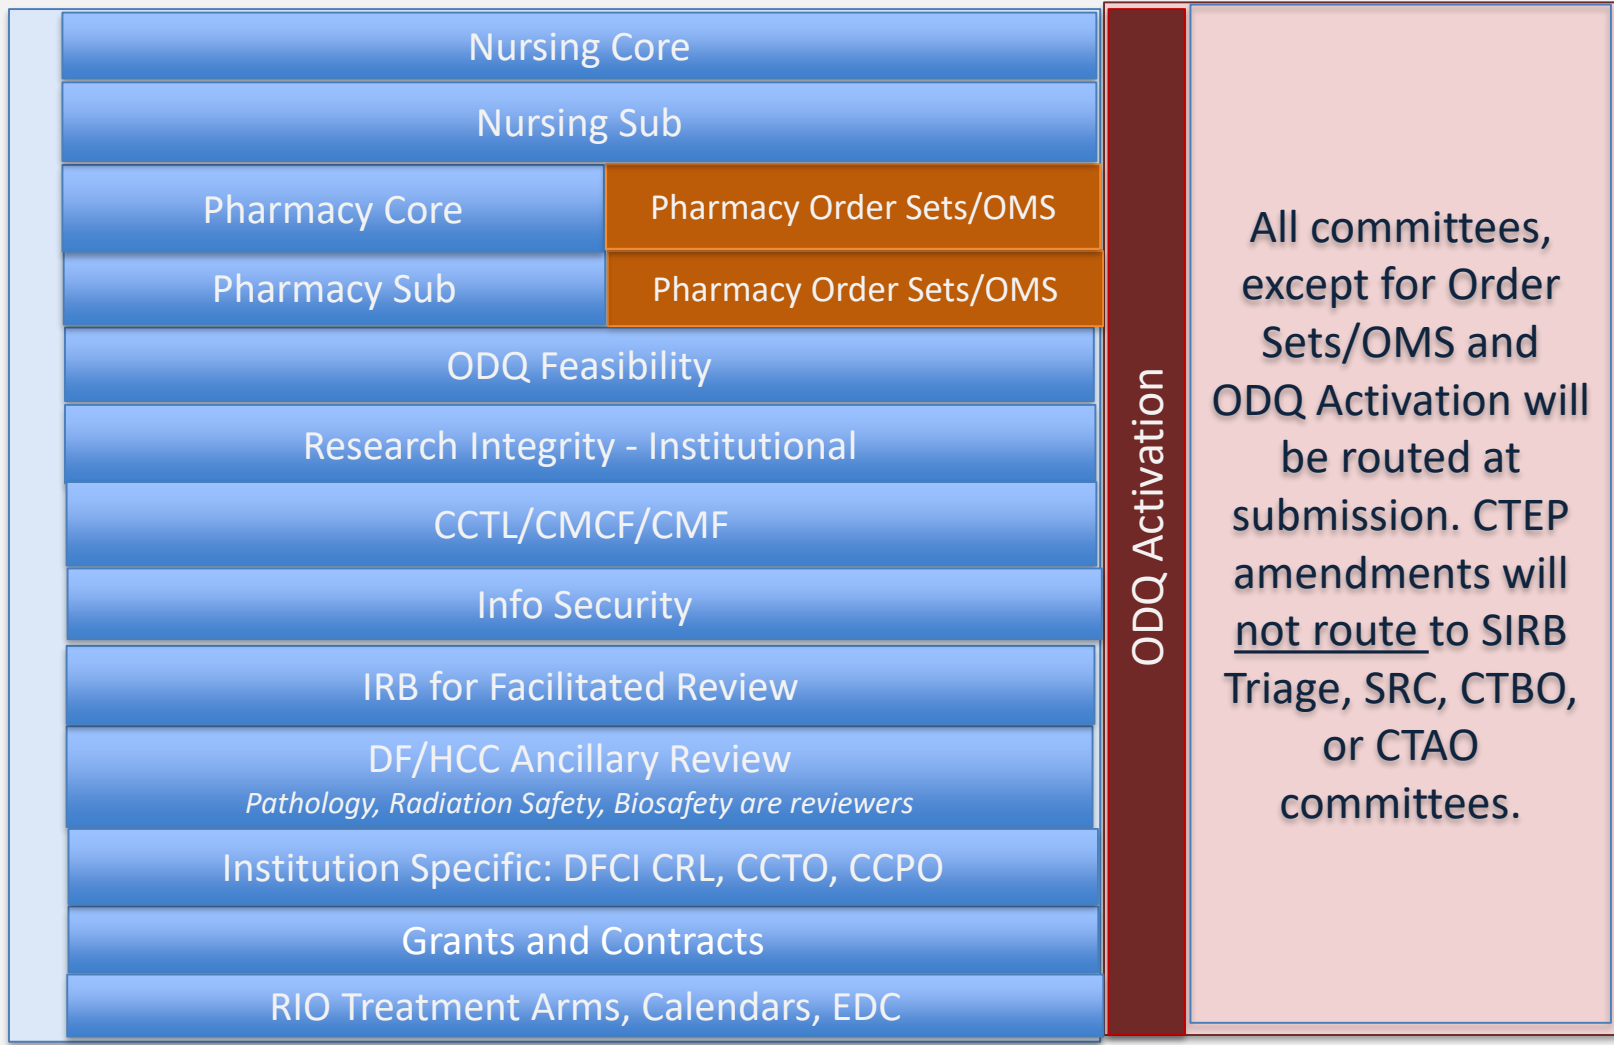 Nursing Core
Nursing Sub
Pharmacy Core
Pharmacy Order Sets/OMS
Pharmacy Sub
Pharmacy Order Sets/OMS
ODQ Feasibility
Research Integrity - Institutional
CCTL/CMCF/CMF
Info Security
IRB for Facilitated Review
DF/HCC Ancillary Review
Pathology, Radiation Safety, Biosafety are reviewers
Institution Specific: DFCI CRL, CCTO, CCPO
Grants and Contracts
RIO Treatment Arms, Calendars, EDC
ODQ Activation
All committees,
except for Order
Sets/OMS and
ODQ Activation will
be routed at
submission. CTEP
amendments will
not route to SIRB
Triage, SRC, CTBO,
or CTAO
committees.